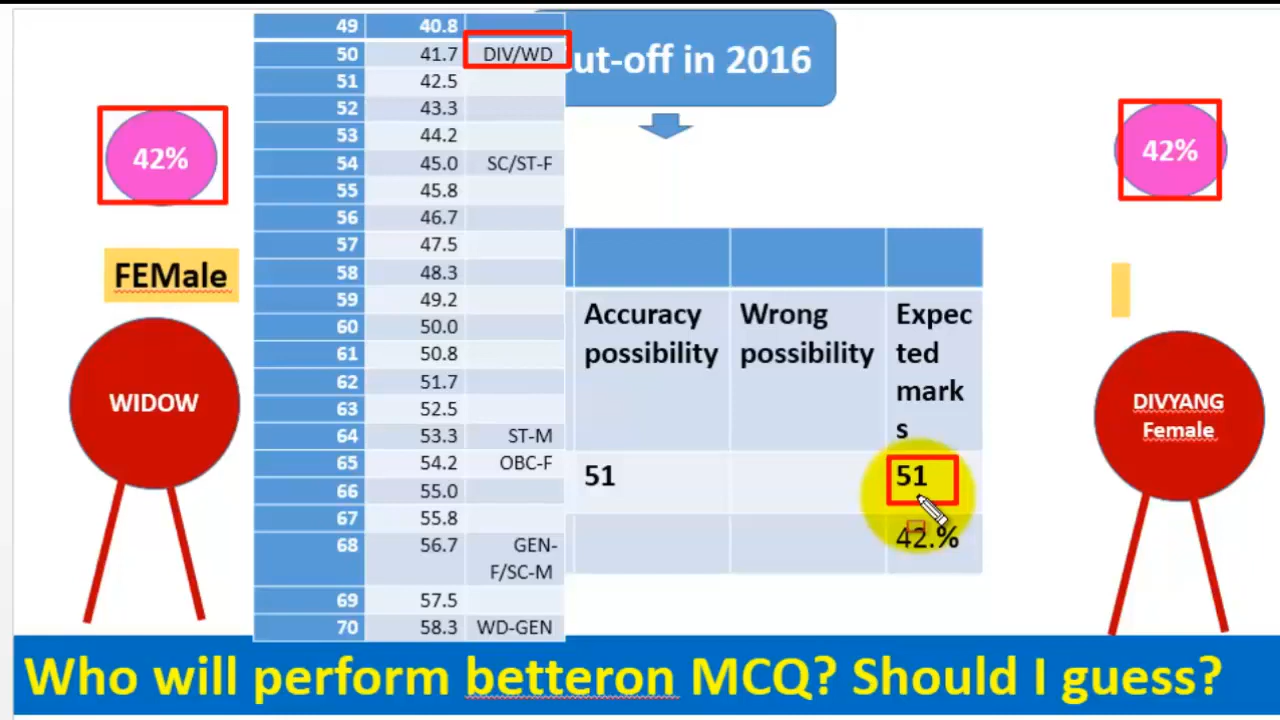 ut-off in 2016
49 40.8
50 41.7 DIV/WD
51 42.5
52 43.3
53 44.2
54 45.0 SC/ST-F
55 45.8
56 46.7
57 47.5
58 48.3
59 49.2
60 50.0
61 50.8
62 51.7
63 52.5
64 53.3 ST-M
65 54.2 OBC-F
66 55.0
67 55.8
68 56.7 GEN-
F/SC-M
69 57.5
70 58.3 WD-GEN
42%
FEMale
WIDOW
Accuracy
possibility
Wrong
possibility
Expec
ted
mark
s
51
51
42.%
42%
DIVYANG
Female
Who will perform betteron MCQ? Should I guess?